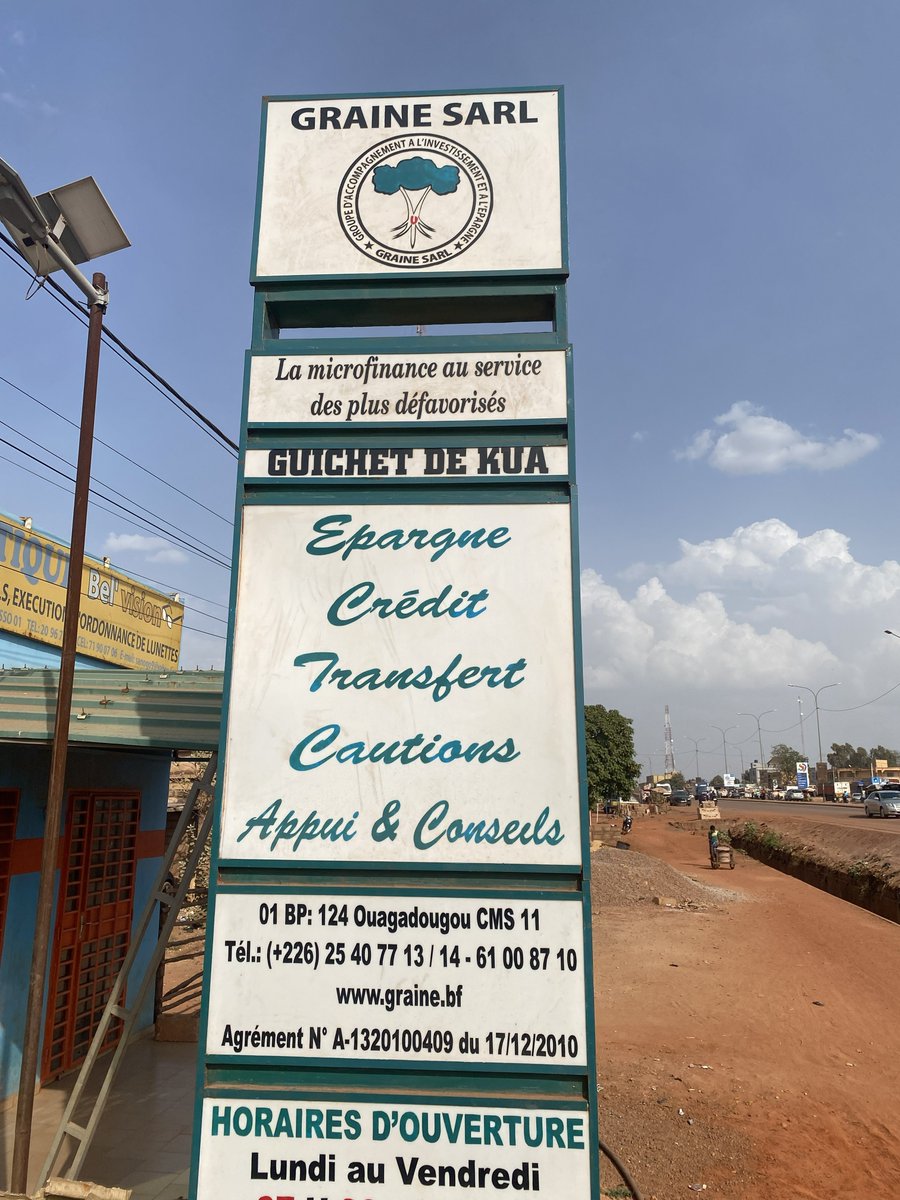 GRAINE SARL
GROUPE D'ACCOMPAGNEMENT A L'INVESTISSEMENT ET A L'EPARGNE
GRAINE SARL
La microfinance au service
des plus défavorisés
GUICHET DE KUA
Epargne
Crédit
Transfert
Cautions
Appui & Conseils
01 BP: 124 Ouagadougou CMS 11
Tél.: (+226) 25 40 77 13 / 14 - 61 00 87 10
www.graine.bf
Agrément N° A-1320100409 du 17/12/2010
HORAIRES D'OUVERTURE
Lundi au Vendredi
Bel' vision
EXECUTION D'ORDONNANCE DE LUNETTES